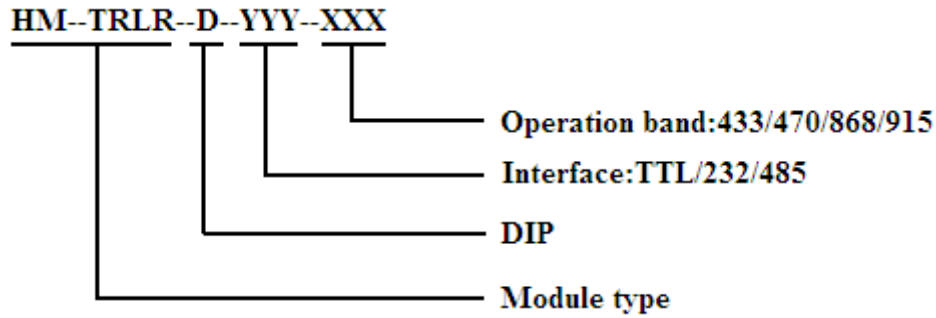 HM--TRLR--D--YYY--XXX
Operation band:433/470/868/915
Interface:TTL/232/485
DIP
Module type